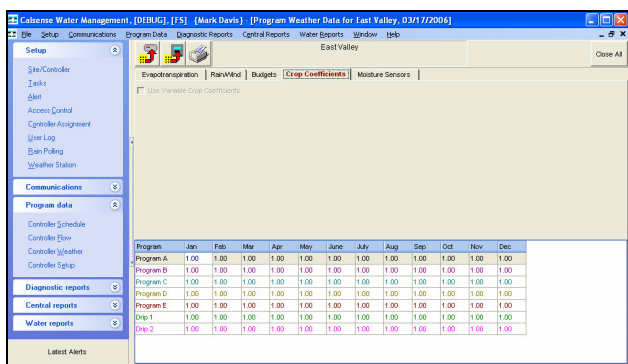 Calsense Water Management, [DEBUG], [FS] {Mark Davis} - [Program Weather Data for East Valley, 03/17/2006]
File Setup Communications Program Data Diagnostic Reports Central Reports Water Reports Window Help
Setup
Site/Controller
Tasks
Alert
Access Control
Controller Assignment
User Log
Rain Polling
Weather Station
Communications
Program data
Controller Schedule
Controller Flow
Controller Weather
Controller Setup
Diagnostic reports
Central reports
Water reports
Latest Alerts
East Valley
Close All
Evapotranspiration Rain/Wind Budgets Crop Coefficients Moisture Sensors
Use Variable Crop Coefficients
Program Jan Feb Mar Apr May June July Aug Sep Oct Nov Dec
Program A 1.00 1.00 1.00 1.00 1.00 1.00 1.00 1.00 1.00 1.00 1.00 1.00
Program B 1.00 1.00 1.00 1.00 1.00 1.00 1.00 1.00 1.00 1.00 1.00 1.00
Program C 1.00 1.00 1.00 1.00 1.00 1.00 1.00 1.00 1.00 1.00 1.00 1.00
Program D 1.00 1.00 1.00 1.00 1.00 1.00 1.00 1.00 1.00 1.00 1.00 1.00
Program E 1.00 1.00 1.00 1.00 1.00 1.00 1.00 1.00 1.00 1.00 1.00 1.00
Drip 1 1.00 1.00 1.00 1.00 1.00 1.00 1.00 1.00 1.00 1.00 1.00 1.00
Drip 2 1.00 1.00 1.00 1.00 1.00 1.00 1.00 1.00 1.00 1.00 1.00 1.00